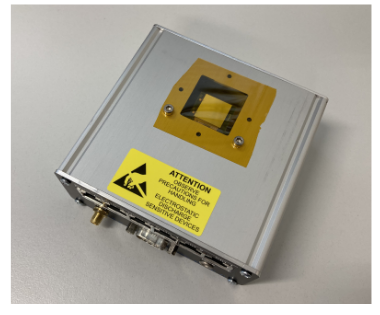 ATTENTION
OBSERVE
PRECAUTIONS FOR
HANDLING
ELECTROSTATIC
DISCHARGE
SENSITIVE DEVICES